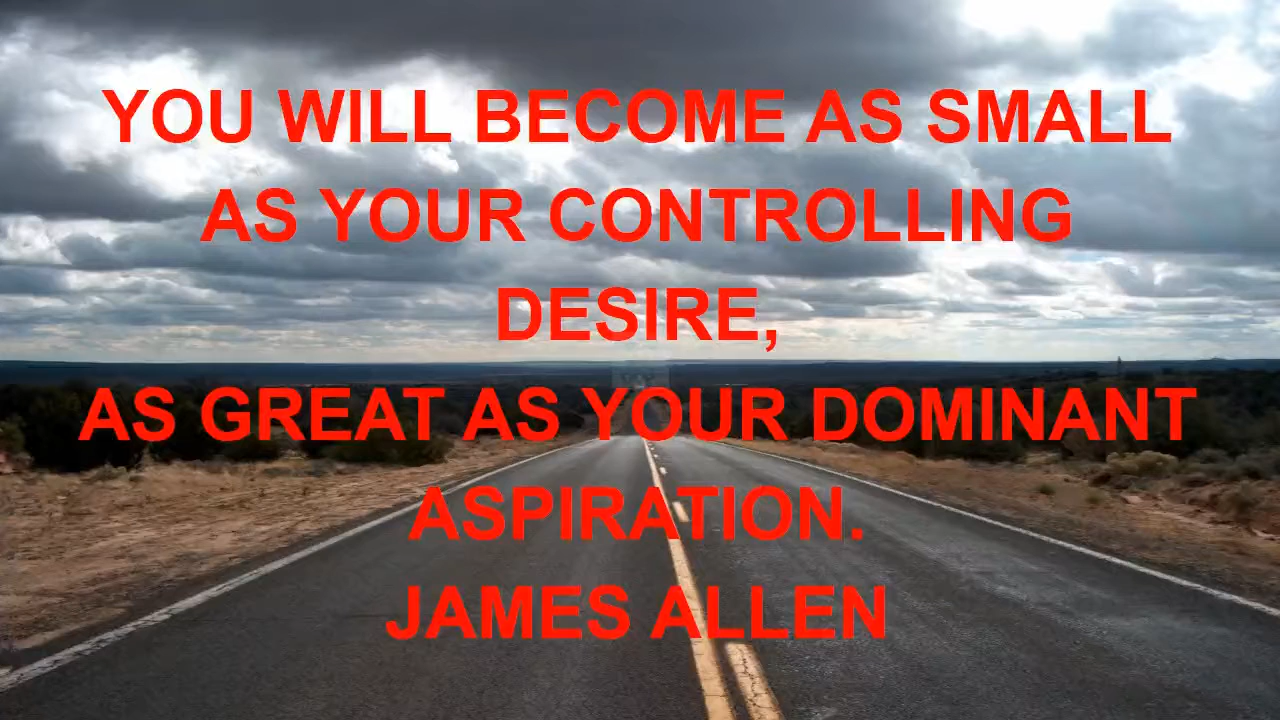 YOU WILL BECOME AS SMALL
AS YOUR CONTROLLING
DESIRE,
AS GREAT AS YOUR DOMINANT
ASPIRATION.
JAMES ALLEN